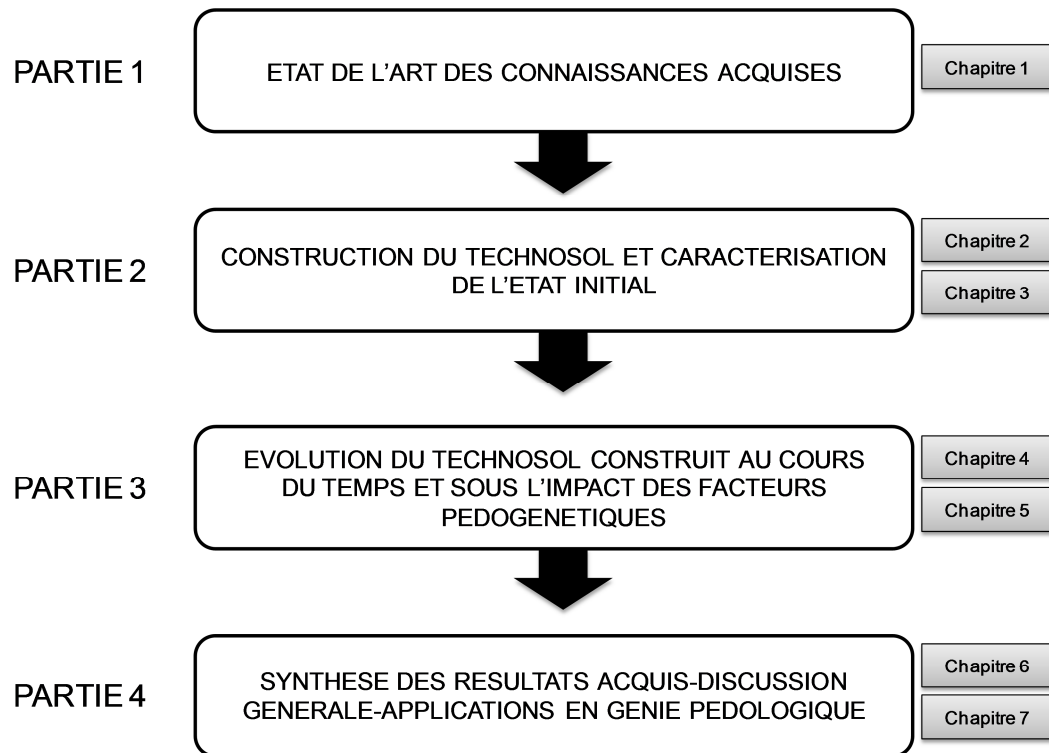 PARTIE 1
ETAT DE L'ART DES CONNAISSANCES ACQUISES
Chapitre 1
PARTIE 2
CONSTRUCTION DU TECHNOSOL ET CARACTERISATION
DE L'ETAT INITIAL
Chapitre 2
Chapitre 3
PARTIE 3
EVOLUTION DU TECHNOSOL CONSTRUIT AU COURS
DU TEMPS ET SOUS L'IMPACT DES FACTEURS
PEDOGENETIQUES
Chapitre 4
Chapitre 5
PARTIE 4
SYNTHESE DES RESULTATS ACQUIS-DISCUSSION
GENERALE-APPLICATIONS EN GENIE PEDOLOGIQUE
Chapitre 6
Chapitre 7